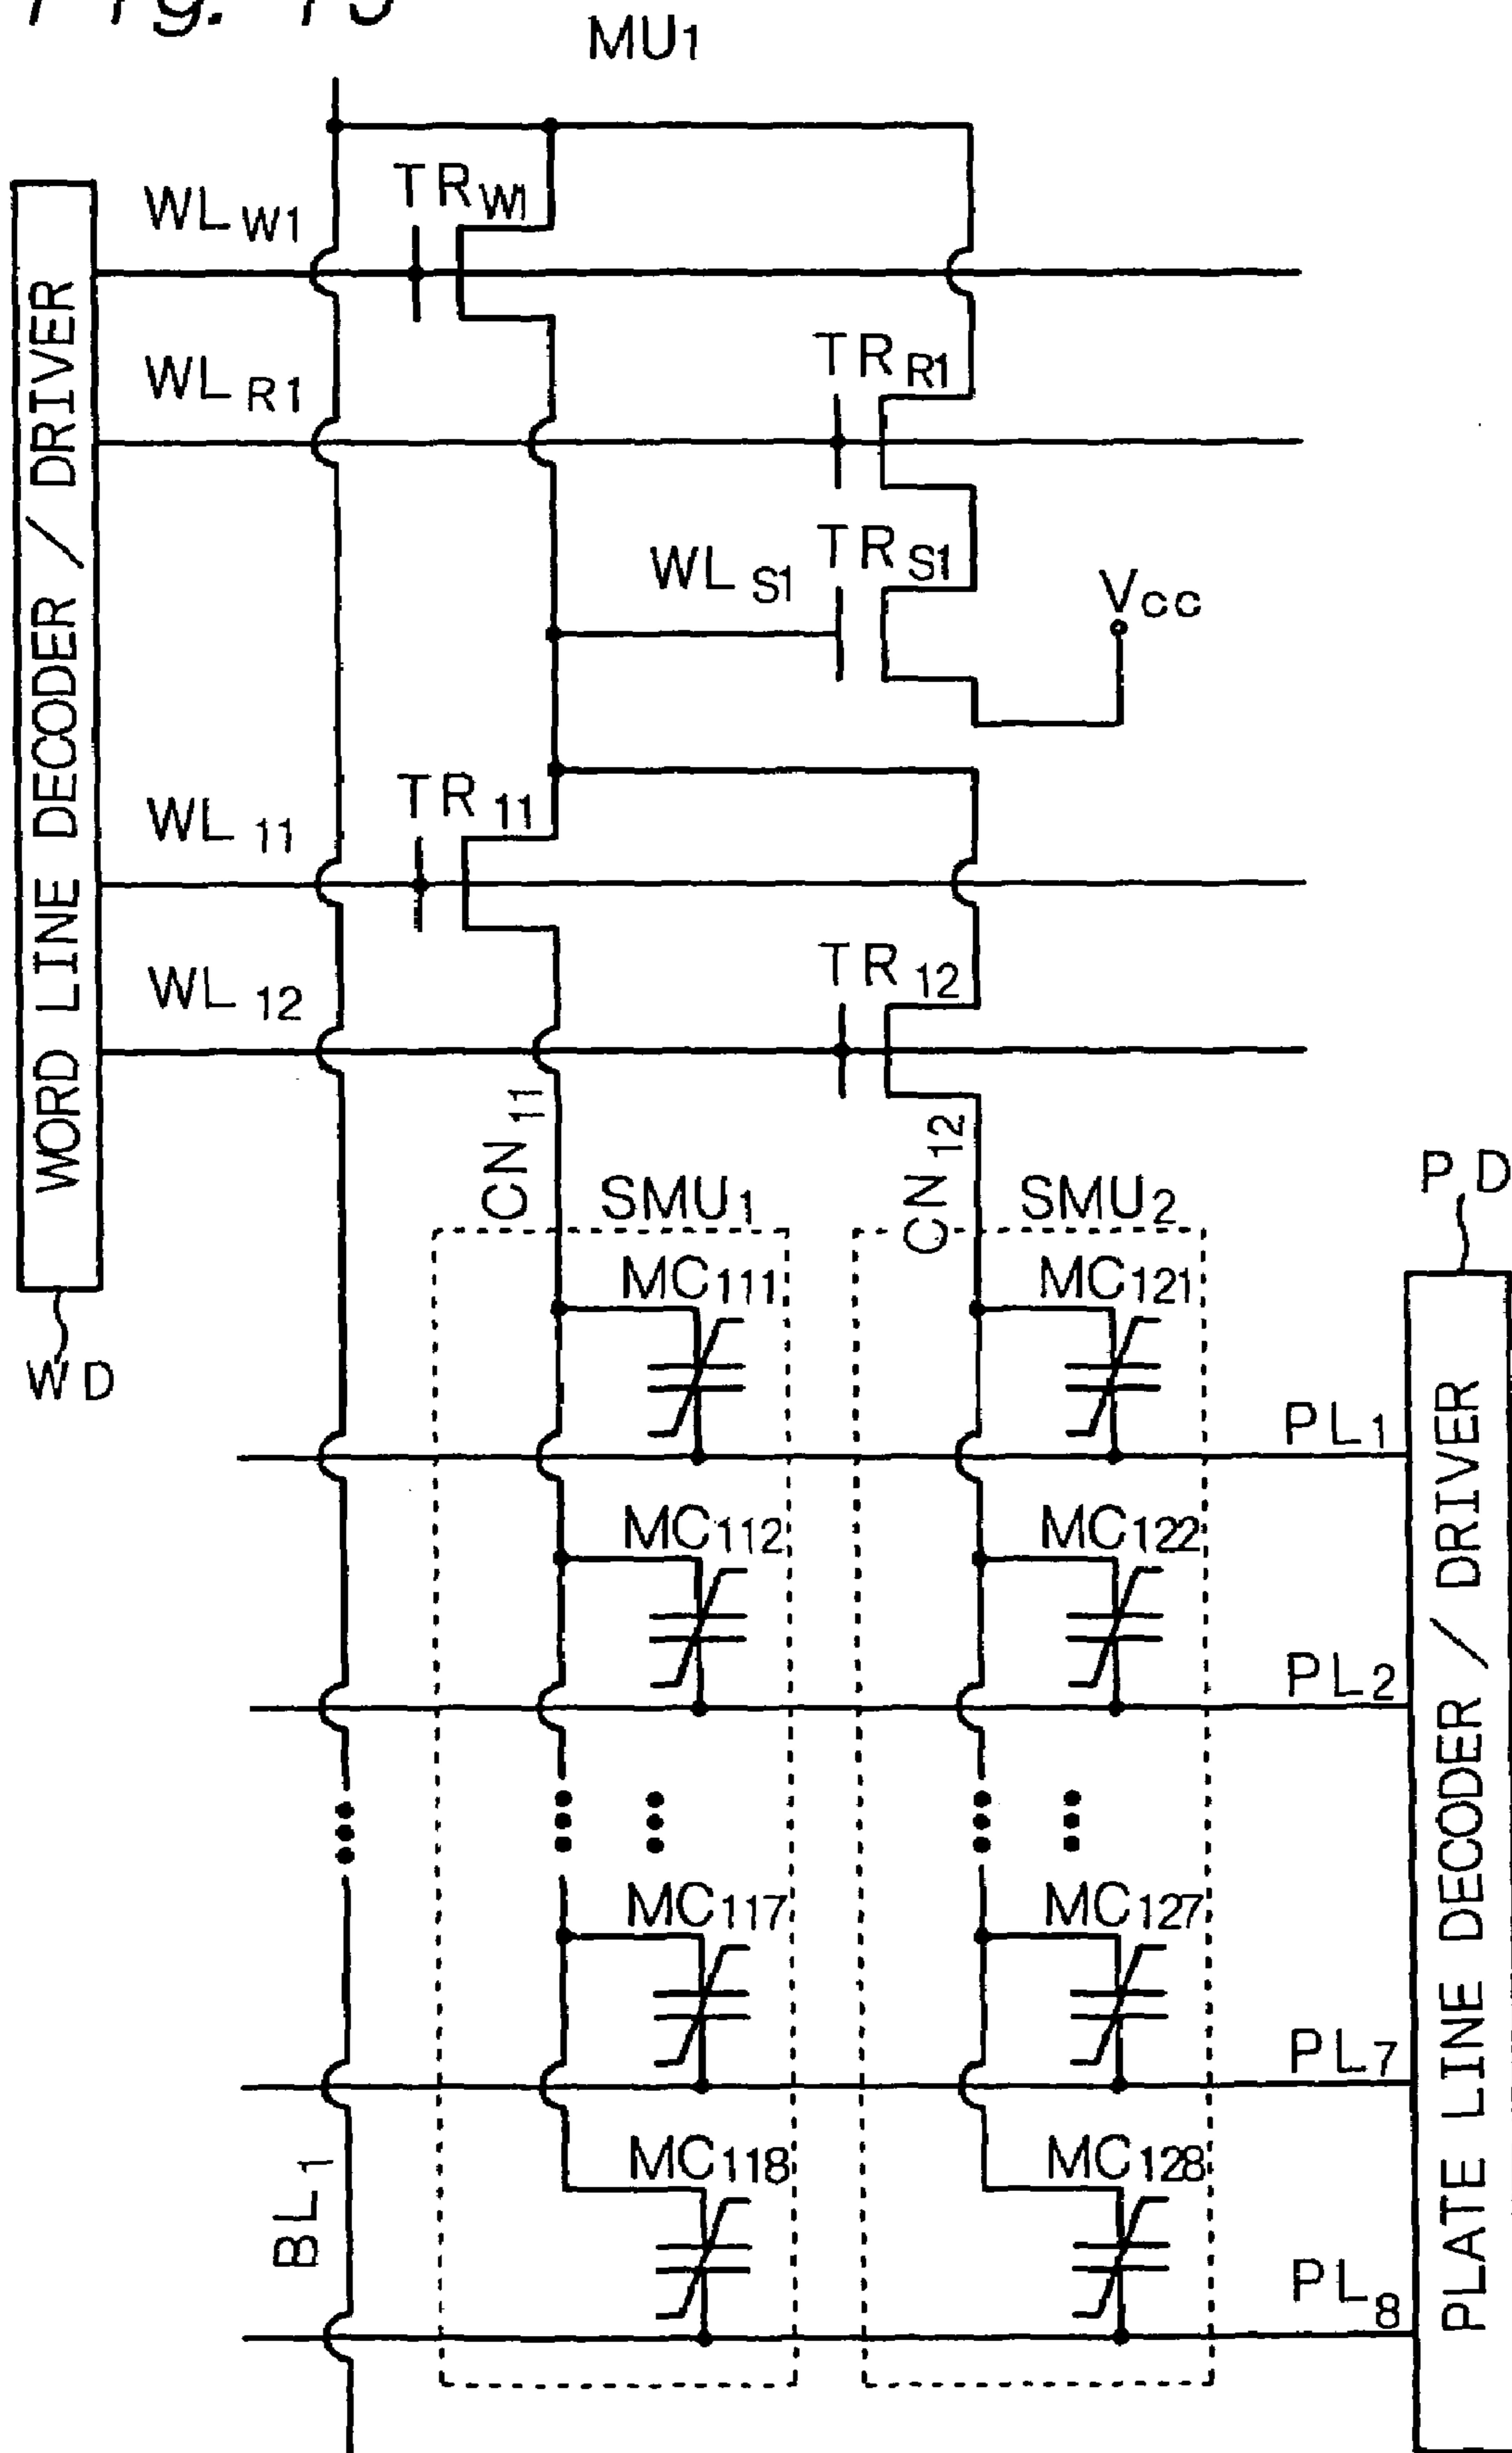 MU1
WLW1
TRW1
WLR1
TRR1
WLS1
TRS1
Vcc
WL11
TR11
WL12
TR12
WORD LINE DECODER / DRIVER
WD
CN11
CN12
SMU1
SMU2
PD
MC111
MC121
PL1
MC112
MC122
PL2
MC117
MC127
PL7
MC118
MC128
PL8
BL1
PLATE LINE DECODER / DRIVER